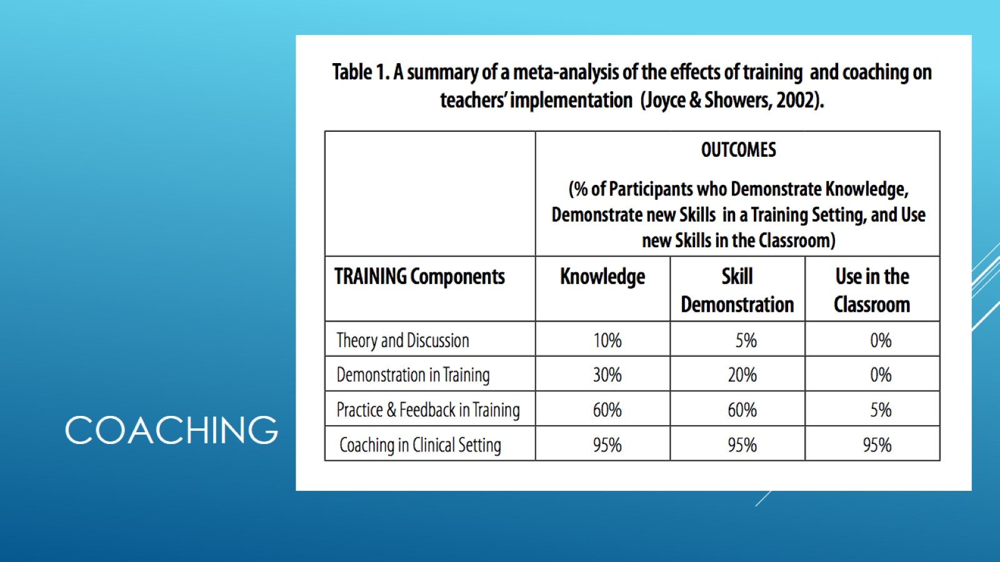 Table 1. A summary of a meta-analysis of the effects of training and coaching on
teachers’ implementation (Joyce & Showers, 2002).
OUTCOMES
(% of Participants who Demonstrate Knowledge,
Demonstrate new Skills in a Training Setting, and Use
new Skills in the Classroom)
TRAINING Components Knowledge Skill Demonstration Use in the Classroom
Theory and Discussion 10% 5% 0%
Demonstration in Training 30% 20% 0%
Practice & Feedback in Training 60% 60% 5%
Coaching in Clinical Setting 95% 95% 95%
COACHING